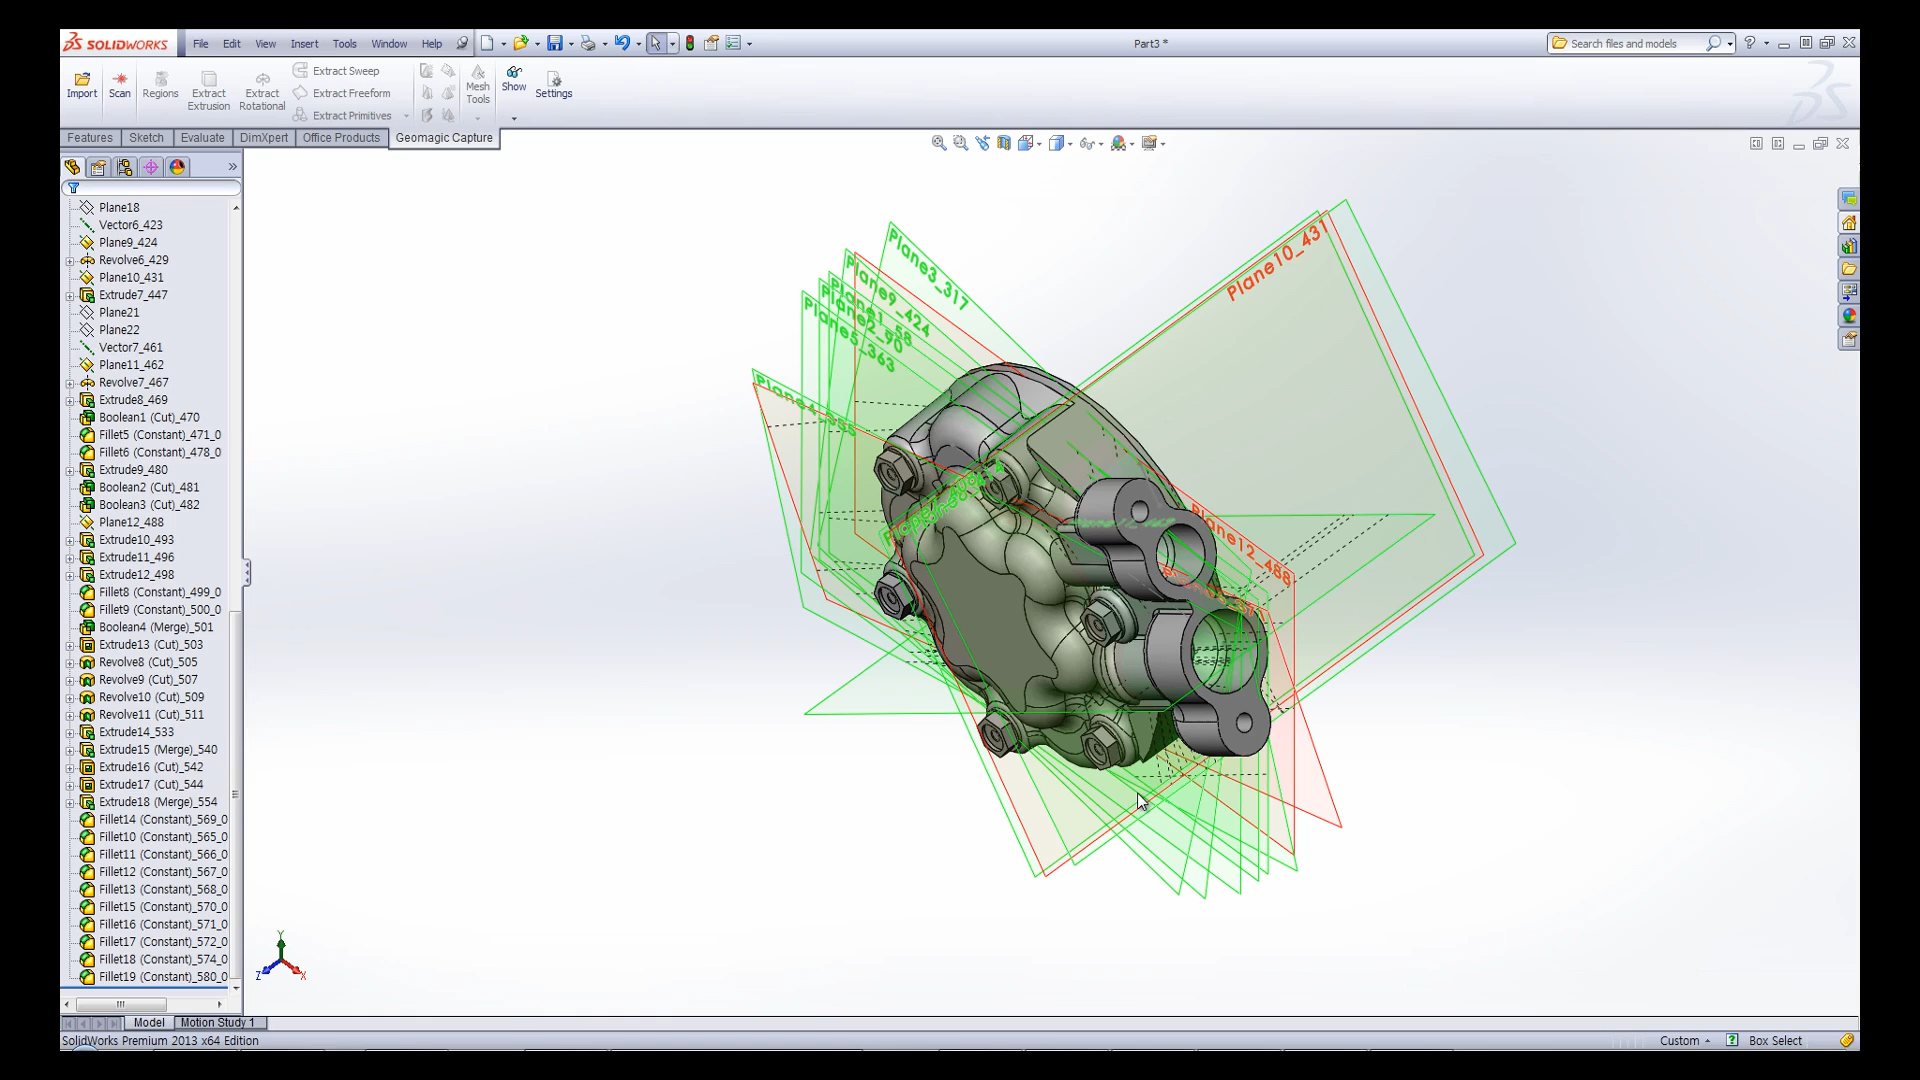 SOLIDWORKS File Edit View Insert Tools Window Help Part3 * Search files and models
Import Scan Regions Extract Extrusion Extract Rotational Extract Sweep Extract Freeform Extract Primitives Mesh Tools Show Settings
Features Sketch Evaluate DimXpert Office Products Geomagic Capture
Plane18
Vector6_423
Plane9_424
Revolve6_429
Plane10_431
Extrude7_447
Plane21
Plane22
Vector7_461
Plane11_462
Revolve7_467
Extrude8_469
Boolean1 (Cut)_470
Fillet5 (Constant)_471_0
Fillet6 (Constant)_478_0
Extrude9_480
Boolean2 (Cut)_481
Boolean3 (Cut)_482
Plane12_488
Extrude10_493
Extrude11_496
Extrude12_498
Fillet8 (Constant)_499_0
Fillet9 (Constant)_500_0
Boolean4 (Merge)_501
Extrude13 (Cut)_503
Revolve8 (Cut)_505
Revolve9 (Cut)_507
Revolve10 (Cut)_509
Revolve11 (Cut)_511
Extrude14_533
Extrude15 (Merge)_540
Extrude16 (Cut)_542
Extrude17 (Cut)_544
Extrude18 (Merge)_554
Fillet14 (Constant)_569_0
Fillet10 (Constant)_565_0
Fillet11 (Constant)_566_0
Fillet12 (Constant)_567_0
Fillet13 (Constant)_568_0
Fillet15 (Constant)_570_0
Fillet16 (Constant)_571_0
Fillet17 (Constant)_572_0
Fillet18 (Constant)_574_0
Fillet19 (Constant)_580_0
Plane3_317
Plane9_424
Plane1_58
Plane2_90
Plane5_363
Plane10_431
Plane12_488
Y
Z X
Model Motion Study 1
SolidWorks Premium 2013 x64 Edition Custom Box Select